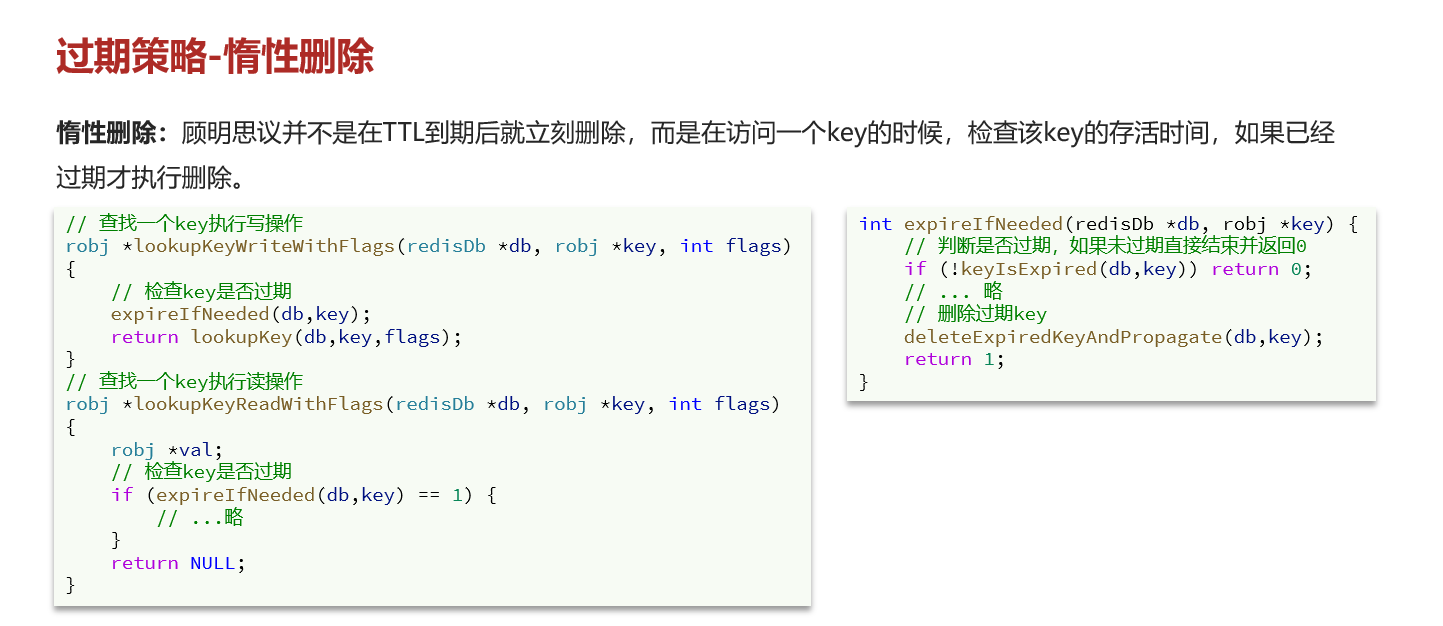 过期策略-惰性删除
惰性删除：顾明思议并不是在TTL到期后就立刻删除，而是在访问一个key的时候，检查该key的存活时间，如果已经
过期才执行删除。
// 查找一个key执行写操作
robj *lookupKeyWriteWithFlags(redisDb *db, robj *key, int flags)
{
    // 检查key是否过期
    expireIfNeeded(db,key);
    return lookupKey(db,key,flags);
}
// 查找一个key执行读操作
robj *lookupKeyReadWithFlags(redisDb *db, robj *key, int flags)
{
    robj *val;
    // 检查key是否过期
    if (expireIfNeeded(db,key) == 1) {
        // ...略
    }
    return NULL;
}
int expireIfNeeded(redisDb *db, robj *key) {
    // 判断是否过期，如果未过期直接结束并返回0
    if (!keyIsExpired(db,key)) return 0;
    // ... 略
    // 删除过期key
    deleteExpiredKeyAndPropagate(db,key);
    return 1;
}